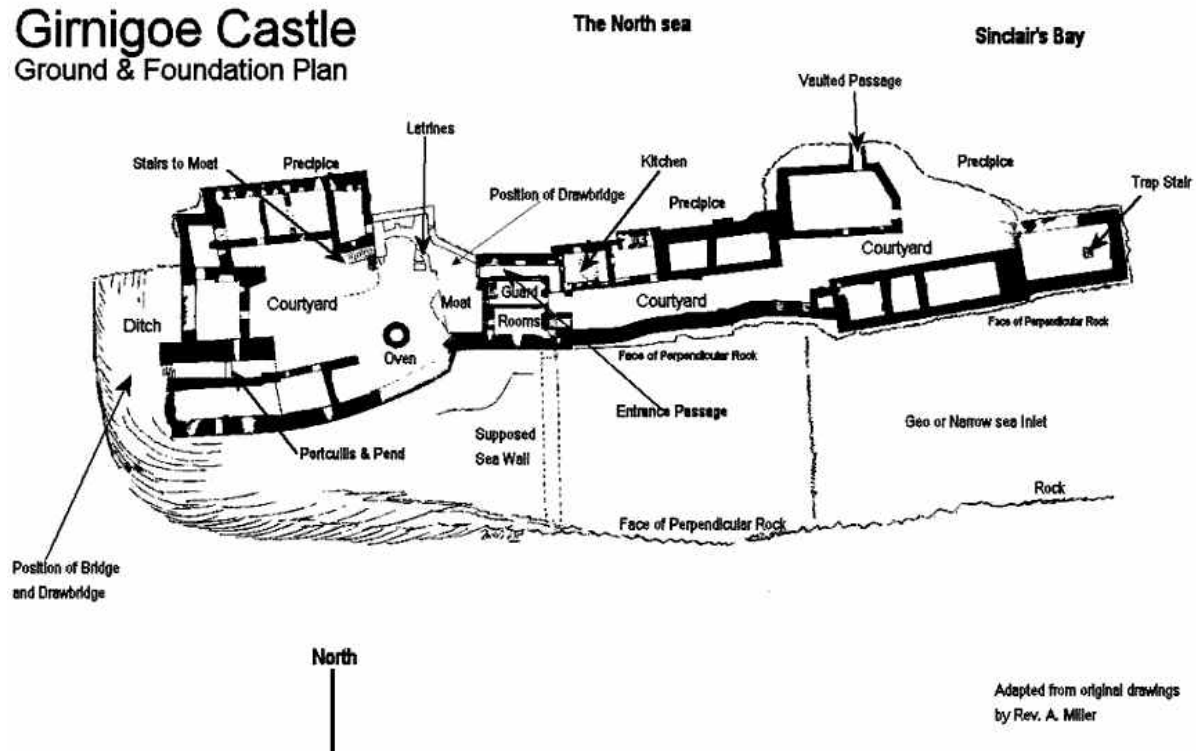 Girnigoe Castle
Ground & Foundation Plan
The North sea
Sinclair's Bay
Vaulted Passage
Latrines
Stairs to Moat
Precipice
Kitchen
Precipice
Trap Stair
Position of Drawbridge
Precipice
Courtyard
Guard
Rooms
Courtyard
Courtyard
Moat
Ditch
Oven
Face of Perpendicular Rock
Face of Perpendicular Rock
Entrance Passage
Geo or Narrow sea Inlet
Supposed
Sea Wall
Portcullis & Pend
Rock
Face of Perpendicular Rock
Position of Bridge
and Drawbridge
North
Adapted from original drawings
by Rev. A. Miller